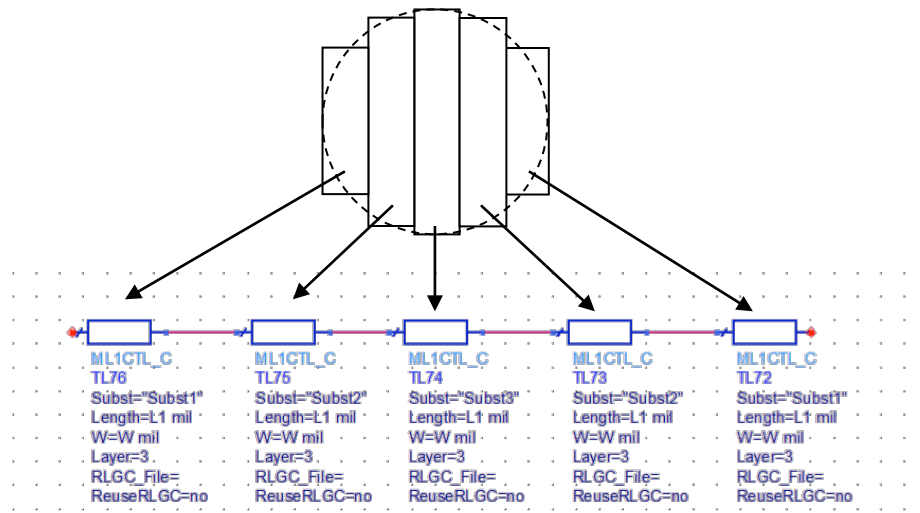 ML1CTL_C
TL76
Subst="Subst1"
Length=L1 mil
W=W mil
Layer=3
RLGC_File=
ReuseRLGC=no
ML1CTL_C
TL75
Subst="Subst2"
Length=L1 mil
W=W mil
Layer=3
RLGC_File=
ReuseRLGC=no
ML1CTL_C
TL74
Subst="Subst3"
Length=L1 mil
W=W mil
Layer=3
RLGC_File=
ReuseRLGC=no
ML1CTL_C
TL73
Subst="Subst2"
Length=L1 mil
W=W mil
Layer=3
RLGC_File=
ReuseRLGC=no
ML1CTL_C
TL72
Subst="Subst1"
Length=L1 mil
W=W mil
Layer=3
RLGC_File=
ReuseRLGC=no